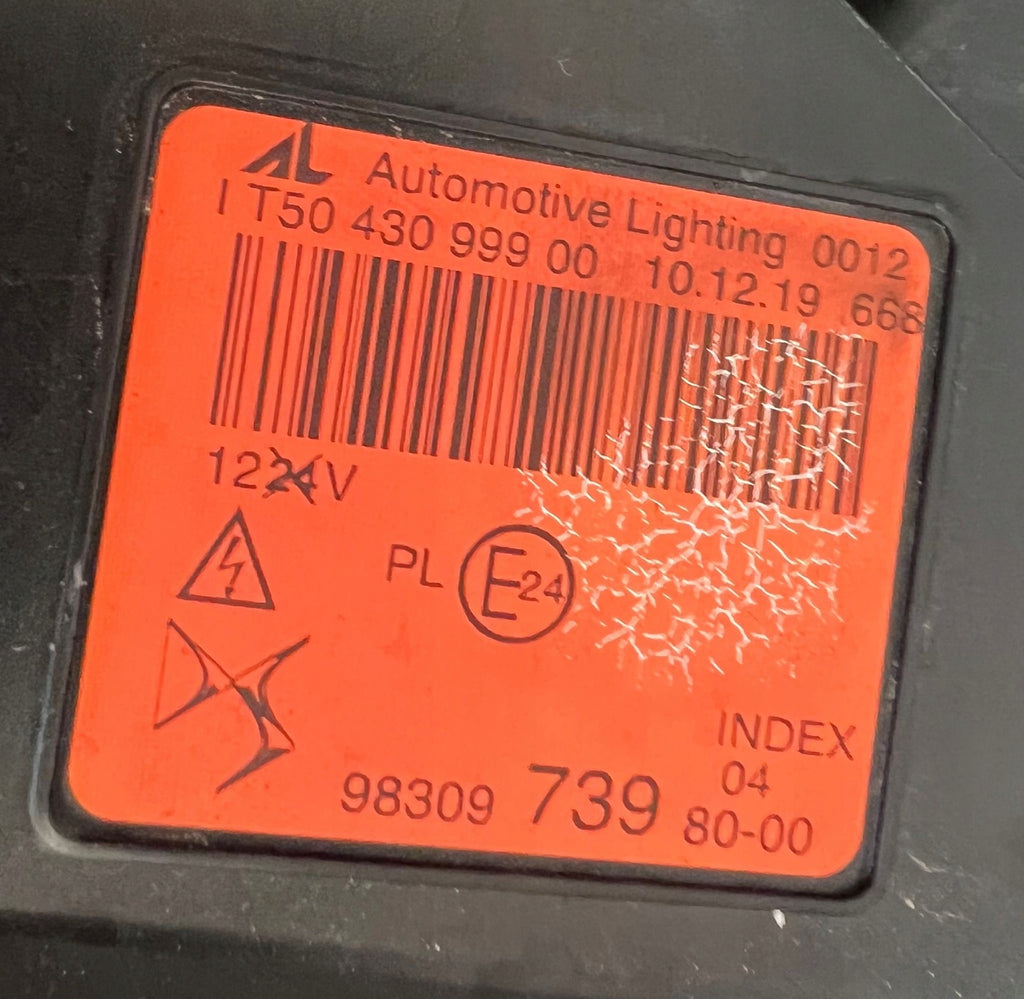 AL Automotive Lighting 0012
I T50 430 999 00 10.12.19 668
1224V
PL E24
INDEX
04
98309 739 80-00